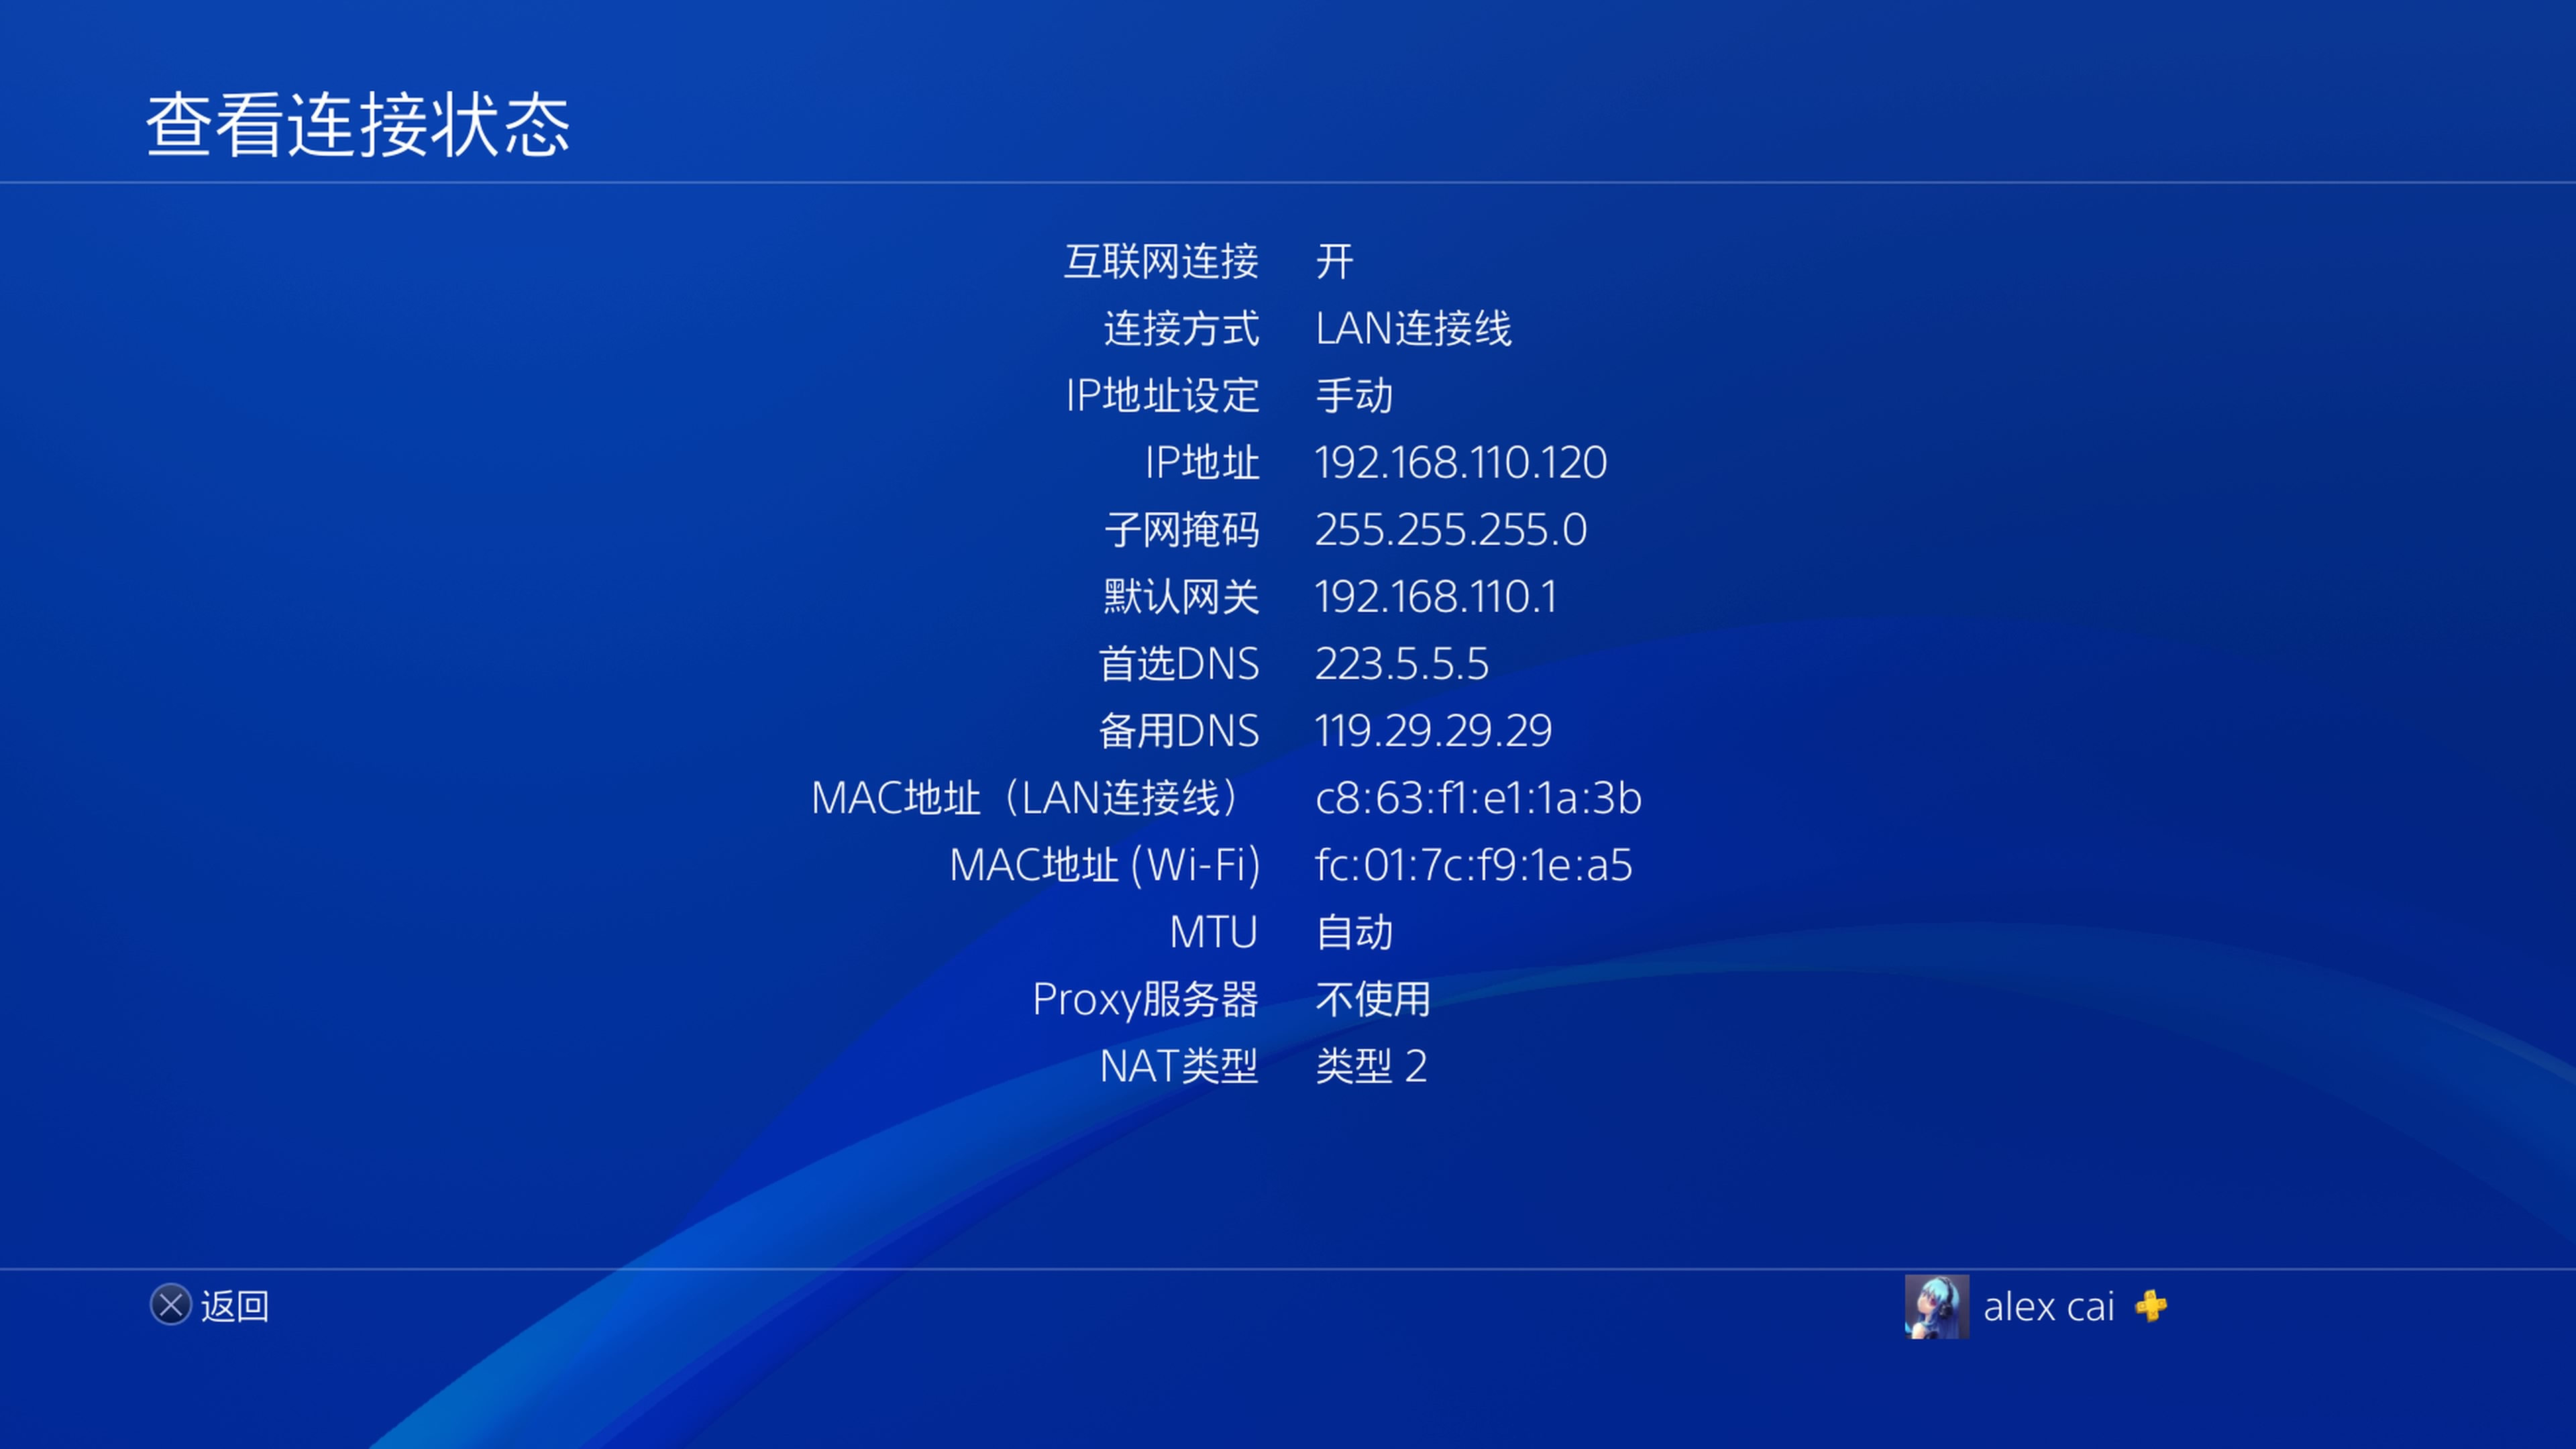 查看连接状态
互联网连接 开
连接方式 LAN连接线
IP地址设定 手动
IP地址 192.168.110.120
子网掩码 255.255.255.0
默认网关 192.168.110.1
首选DNS 223.5.5.5
备用DNS 119.29.29.29
MAC地址（LAN连接线） c8:63:f1:e1:1a:3b
MAC地址 (Wi-Fi) fc:01:7c:f9:1e:a5
MTU 自动
Proxy服务器 不使用
NAT类型 类型 2
返回 alex cai